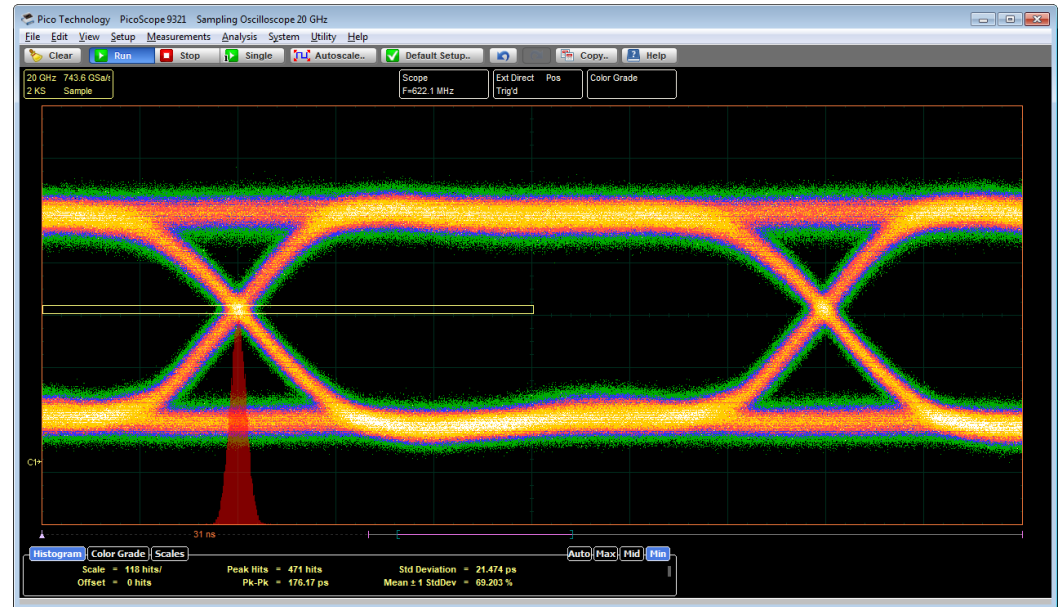 Pico Technology PicoScope 9321 Sampling Oscilloscope 20 GHz
File Edit View Setup Measurements Analysis System Utility Help
Clear Run Stop Single Autoscale.. Default Setup.. Copy.. Help
20 GHz 743.6 GSa/s Scope Ext Direct Pos Color Grade
2 KS Sample F=622.1 MHz Trig'd
C1
31 ns
Histogram Color Grade Scales Auto Max Mid Min
Scale = 118 hits/ Peak Hits = 471 hits Std Deviation = 21.474 ps
Offset = 0 hits Pk-Pk = 176.17 ps Mean ± 1 StdDev = 69.203 %